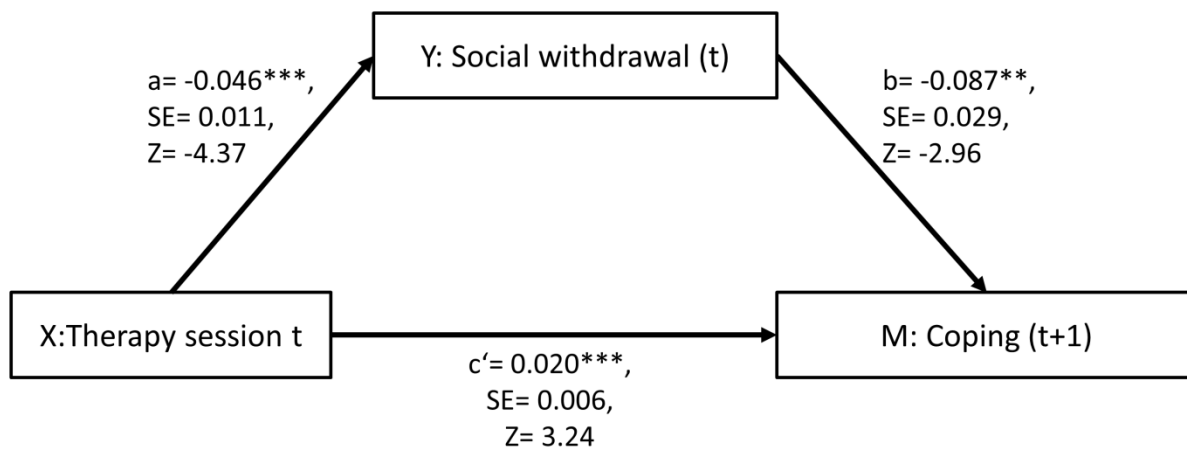 Y: Social withdrawal (t)
a= -0.046***,
SE= 0.011,
Z= -4.37
b= -0.087**,
SE= 0.029,
Z= -2.96
X:Therapy session t
M: Coping (t+1)
c‘= 0.020***,
SE= 0.006,
Z= 3.24